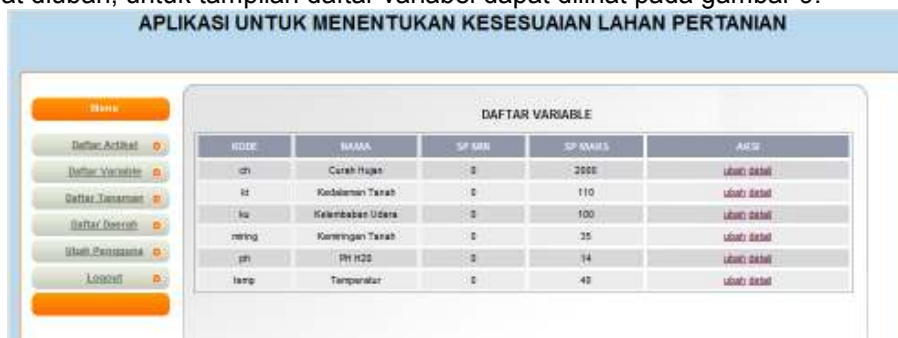 at diubah, untuk tampilan daftar variabel dapat dilihat pada gambar
APLIKASI UNTUK MENENTUKAN KESESUAIAN LAHAN PERTANIAN
Menu
DAFTAR VARIABLE
Daftar Artikel
Daftar Variable
Daftar Tanaman
Daftar Daerah
Ubah Pengguna
Logout
KODE NAMA SP MIN SP MAKS AKSI
ch Curah Hujan 0 2000 ubah detail
kt Kedalaman Tanah 0 110 ubah detail
ku Kelembaban Udara 0 100 ubah detail
miring Kemiringan Tanah 0 35 ubah detail
ph PH H20 0 14 ubah detail
temp Temperatur 0 40 ubah detail